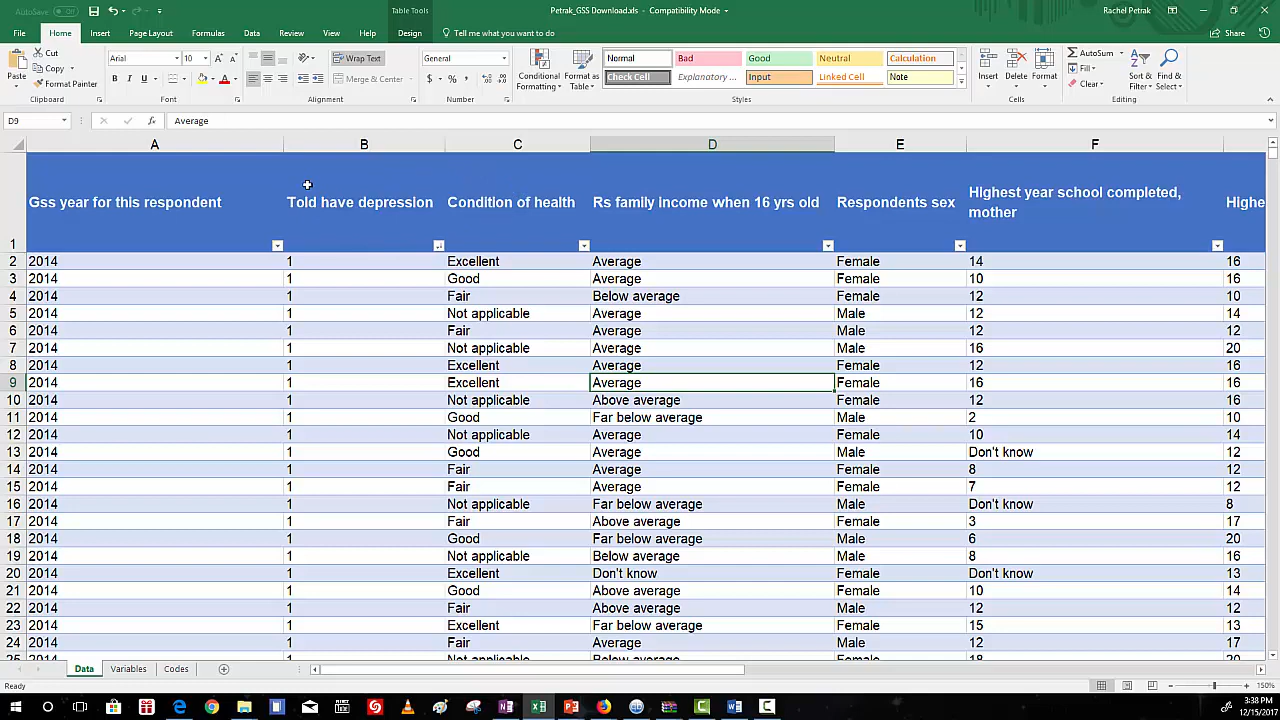 AutoSave Off
Table Tools
Petrak_GSS Download.xls - Compatibility Mode
Rachel Petrak
File Home Insert Page Layout Formulas Data Review View Help Design Tell me what you want to do Share
Paste Cut Copy Format Painter Clipboard
Arial 10 B I U Font
Wrap Text Merge & Center Alignment
General $ % , Number
Conditional Formatting Format as Table
Normal Bad Good Neutral Calculation
Check Cell Explanatory ... Input Linked Cell Note
Styles
Insert Delete Format Cells
AutoSum Fill Clear Sort & Filter Find & Select Editing
D9 fx Average
A B C D E F
1 Gss year for this respondent Told have depression Condition of health Rs family income when 16 yrs old Respondents sex Highest year school completed, mother Highe
2 2014 1 Excellent Average Female 14 16
3 2014 1 Good Average Female 10 16
4 2014 1 Fair Below average Female 12 10
5 2014 1 Not applicable Average Male 12 14
6 2014 1 Fair Average Male 12 12
7 2014 1 Not applicable Average Male 16 20
8 2014 1 Excellent Average Female 12 16
9 2014 1 Excellent Average Female 16 16
10 2014 1 Not applicable Above average Female 12 16
11 2014 1 Good Far below average Male 2 10
12 2014 1 Not applicable Average Female 10 14
13 2014 1 Good Average Male Don't know 12
14 2014 1 Fair Average Female 8 12
15 2014 1 Fair Average Female 7 12
16 2014 1 Not applicable Far below average Male Don't know 8
17 2014 1 Fair Above average Female 3 17
18 2014 1 Good Far below average Male 6 20
19 2014 1 Not applicable Below average Male 8 16
20 2014 1 Excellent Don't know Female Don't know 13
21 2014 1 Good Above average Female 10 14
22 2014 1 Fair Above average Male 12 12
23 2014 1 Excellent Far below average Female 15 13
24 2014 1 Fair Average Male 12 17
25 2014 1 Not applicable Below average Female 18 20
Data Variables Codes
Ready 150%
3:38 PM
12/15/2017